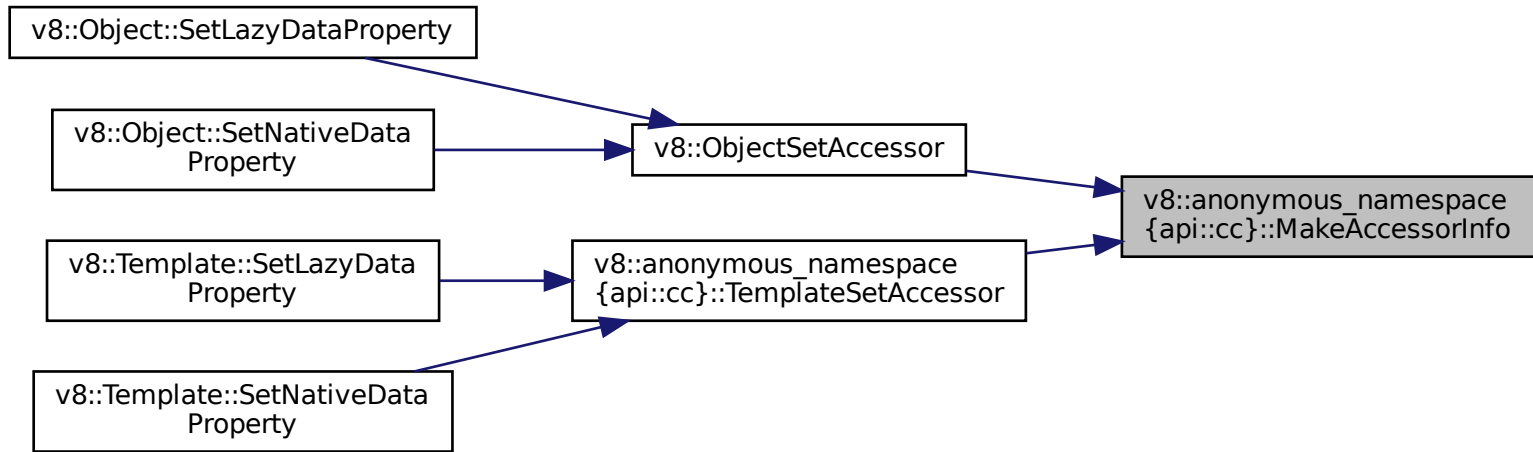 v8::Object::SetLazyDataProperty
v8::Object::SetNativeData
Property
v8::Template::SetLazyData
Property
v8::Template::SetNativeData
Property
v8::ObjectSetAccessor
v8::anonymous_namespace
{api::cc}::TemplateSetAccessor
v8::anonymous_namespace
{api::cc}::MakeAccessorInfo